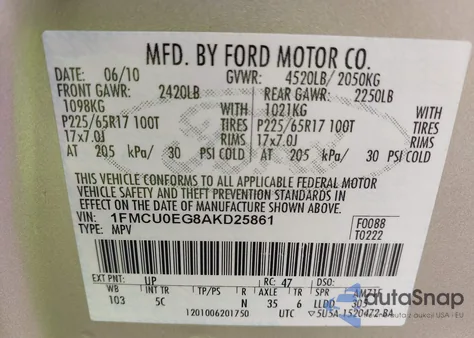 MFD. BY FORD MOTOR CO.
DATE: 06/10 GVWR: 4520LB/ 2050KG
FRONT GAWR: 2420LB REAR GAWR: 2250LB
1098KG 1021KG
P225/65R17 100T TIRES P225/65R17 100T TIRES
17x7.0J RIMS 17x7.0J RIMS
AT 205 kPa/ 30 PSI COLD AT 205 kPa/ 30 PSI COLD
THIS VEHICLE CONFORMS TO ALL APPLICABLE FEDERAL MOTOR
VEHICLE SAFETY AND THEFT PREVENTION STANDARDS IN
EFFECT ON THE DATE OF MANUFACTURE SHOWN ABOVE.
VIN: 1FMCU0EG8AKD25861 F0088
TYPE: MPV T0222
EXT PNT: UP RC: 47 DSO:
WB INT TR TP/PS R AXLE TR SPR
103 5C N 35 6 LLDD
1201006201750 UTC 5U5A-1520472-BA
autaSnap